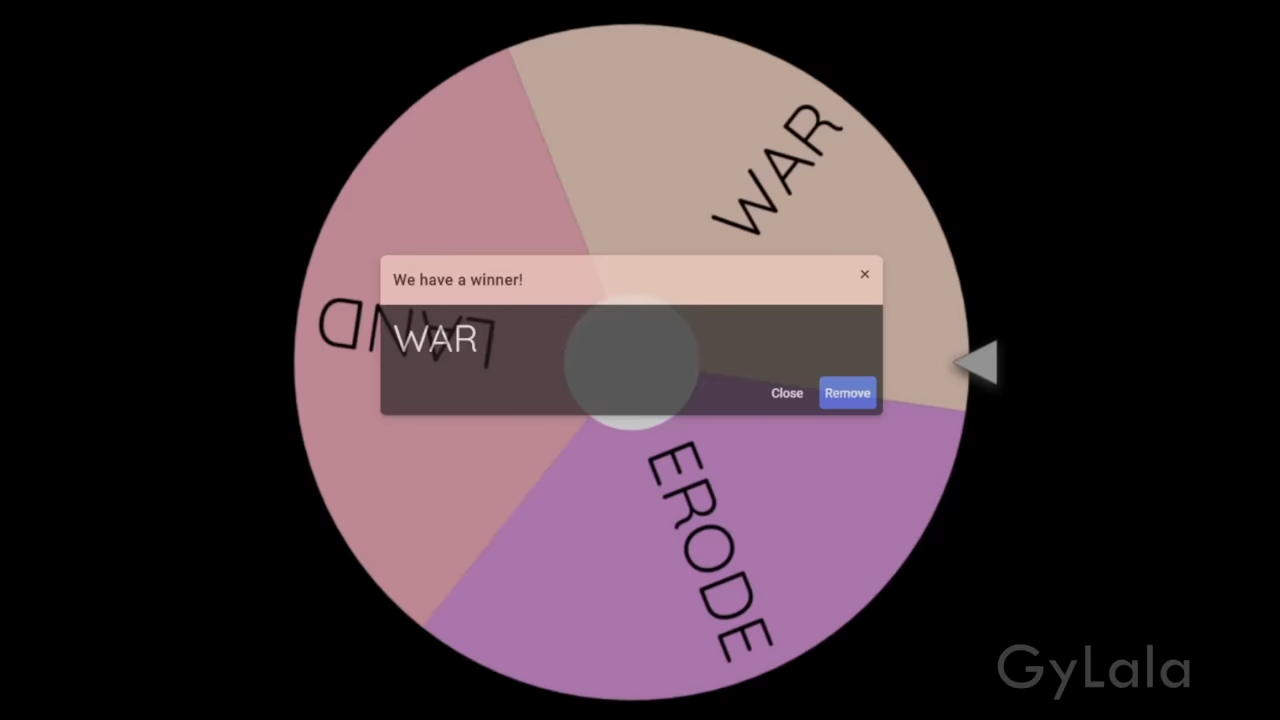 WAR
We have a winner!
×
LAND
WAR
Close
Remove
ERODE
GyLala